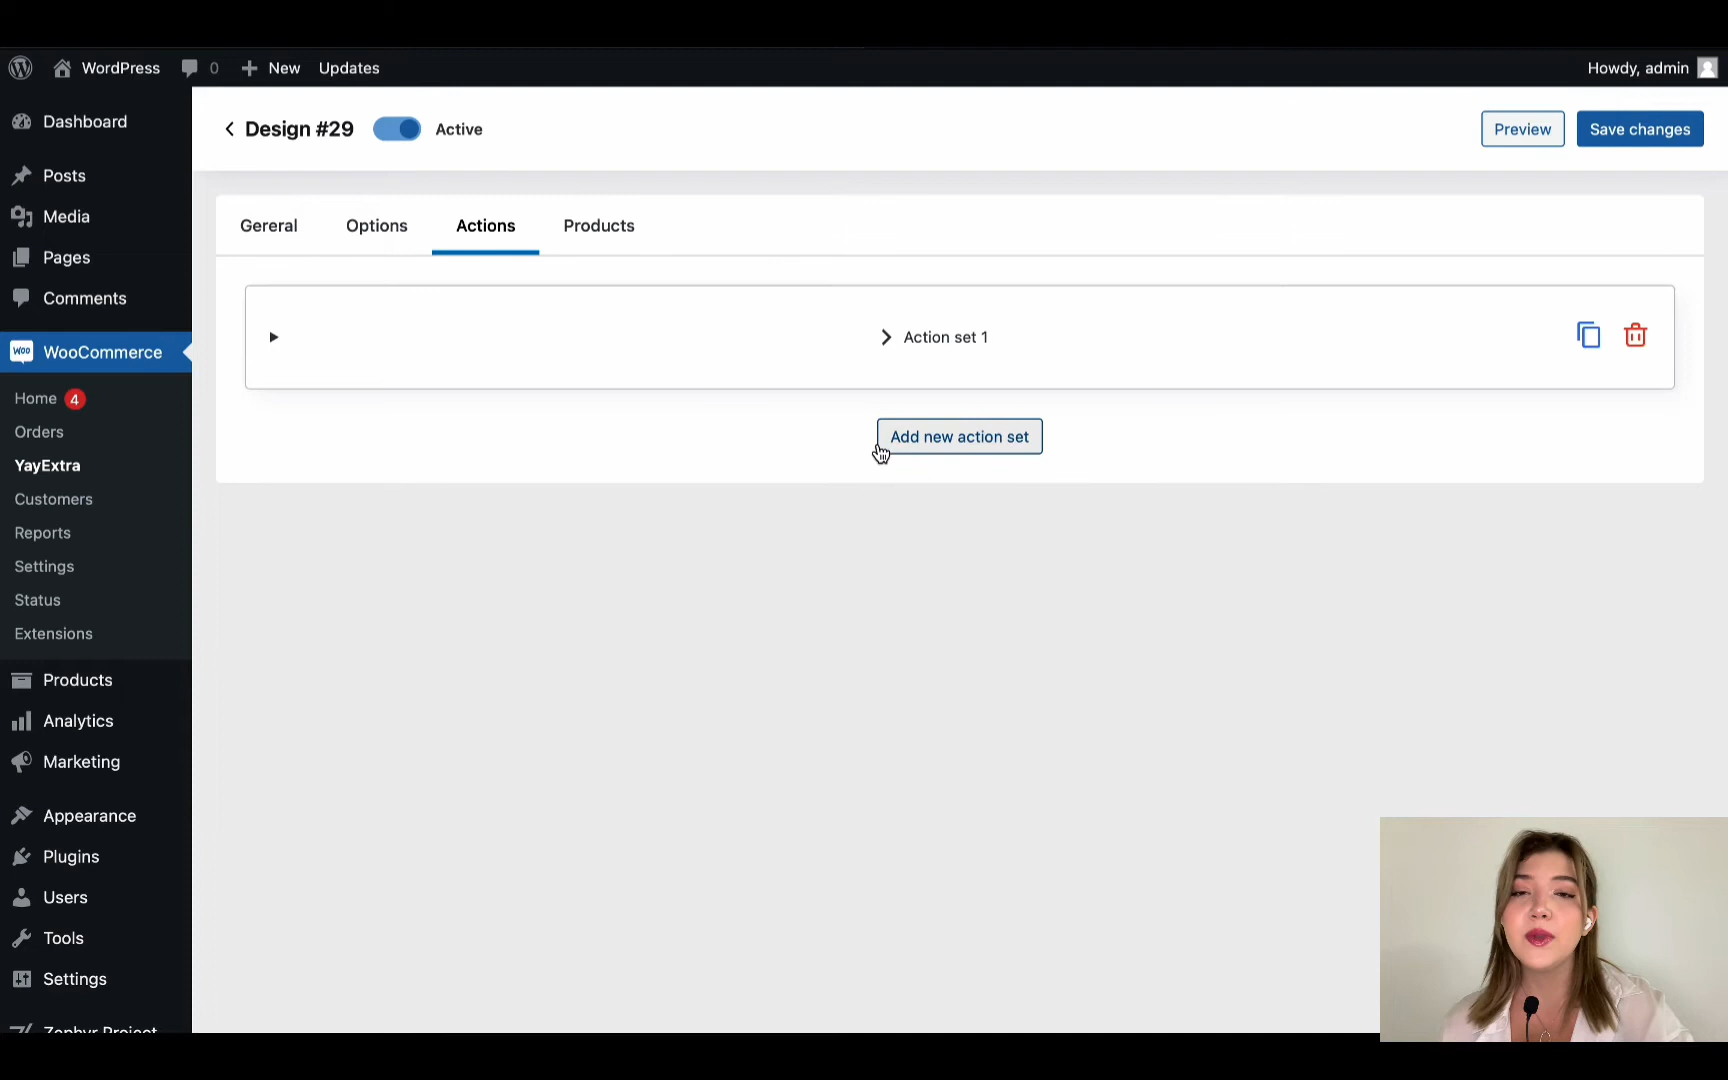 WordPress 0 New Updates Howdy, admin
Dashboard
Posts
Media
Pages
Comments
WOO WooCommerce
Home 4
Orders
YayExtra
Customers
Reports
Settings
Status
Extensions
Products
Analytics
Marketing
Appearance
Plugins
Users
Tools
Settings
Zephyr Project
Design #29 Active Preview Save changes
Gereral Options Actions Products
Action set 1
Add new action set